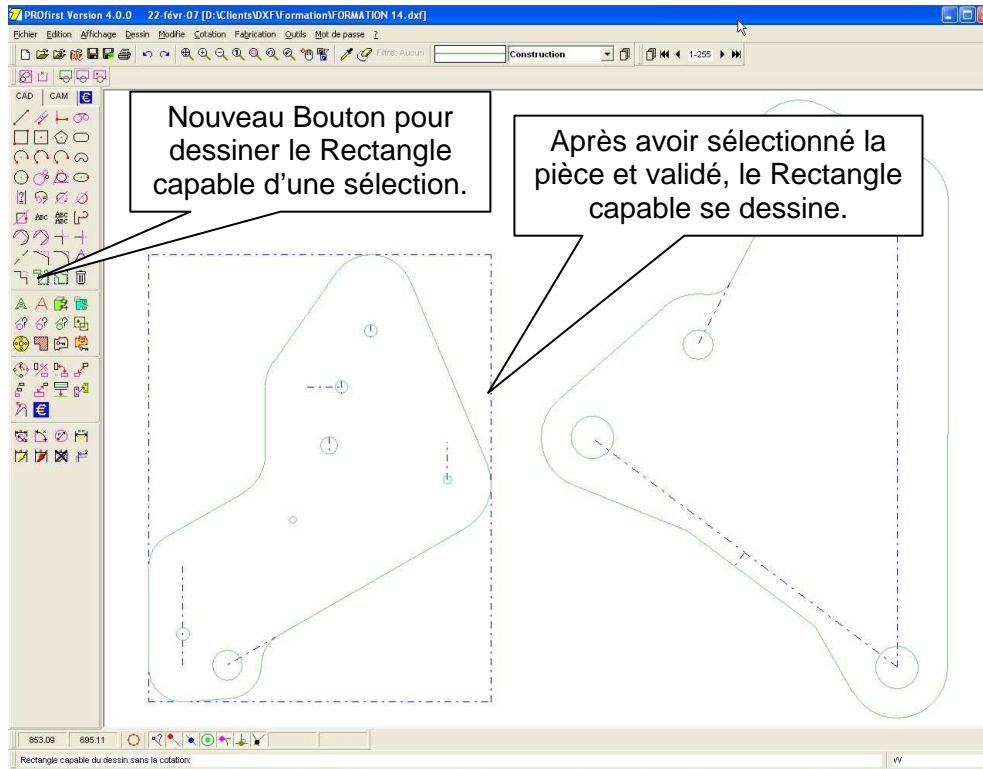 PROfirst Version 4.0.0 22-févr-07 [D:\Clients\DXF\Formation\FORMATION 14.dxf]
Fichier Edition Affichage Dessin Modifie Cotation Fabrication Outils Mot de passe ?
Filtre: Aucun Construction 1-255
CAD CAM €
Nouveau Bouton pour
dessiner le Rectangle
capable d'une sélection.
Après avoir sélectionné la
pièce et validé, le Rectangle
capable se dessine.
ABC ABC ABC
€
853.09 695.11
Rectangle capable du dessin sans la cotation: